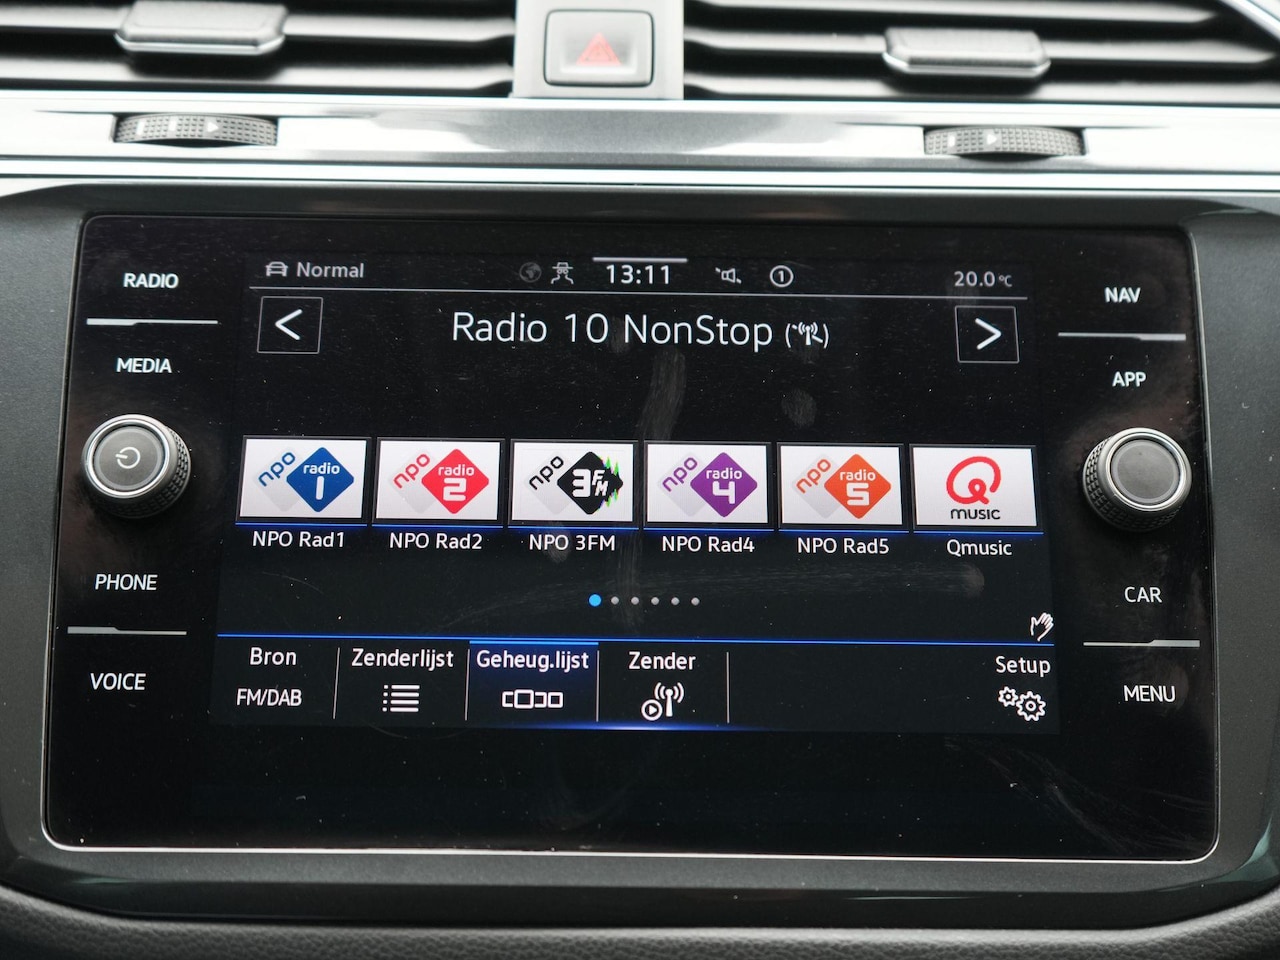 RADIO
MEDIA
PHONE
VOICE
Normal
13:11
1
20.0°C
<
Radio 10 NonStop
>
npo radio 1
npo radio 2
npo 3FM
npo radio 4
npo radio 5
Q MUSIC
NPO Rad1
NPO Rad2
NPO 3FM
NPO Rad4
NPO Rad5
Qmusic
Bron
FM/DAB
Zenderlijst
Geheug.lijst
Zender
Setup
NAV
APP
CAR
MENU